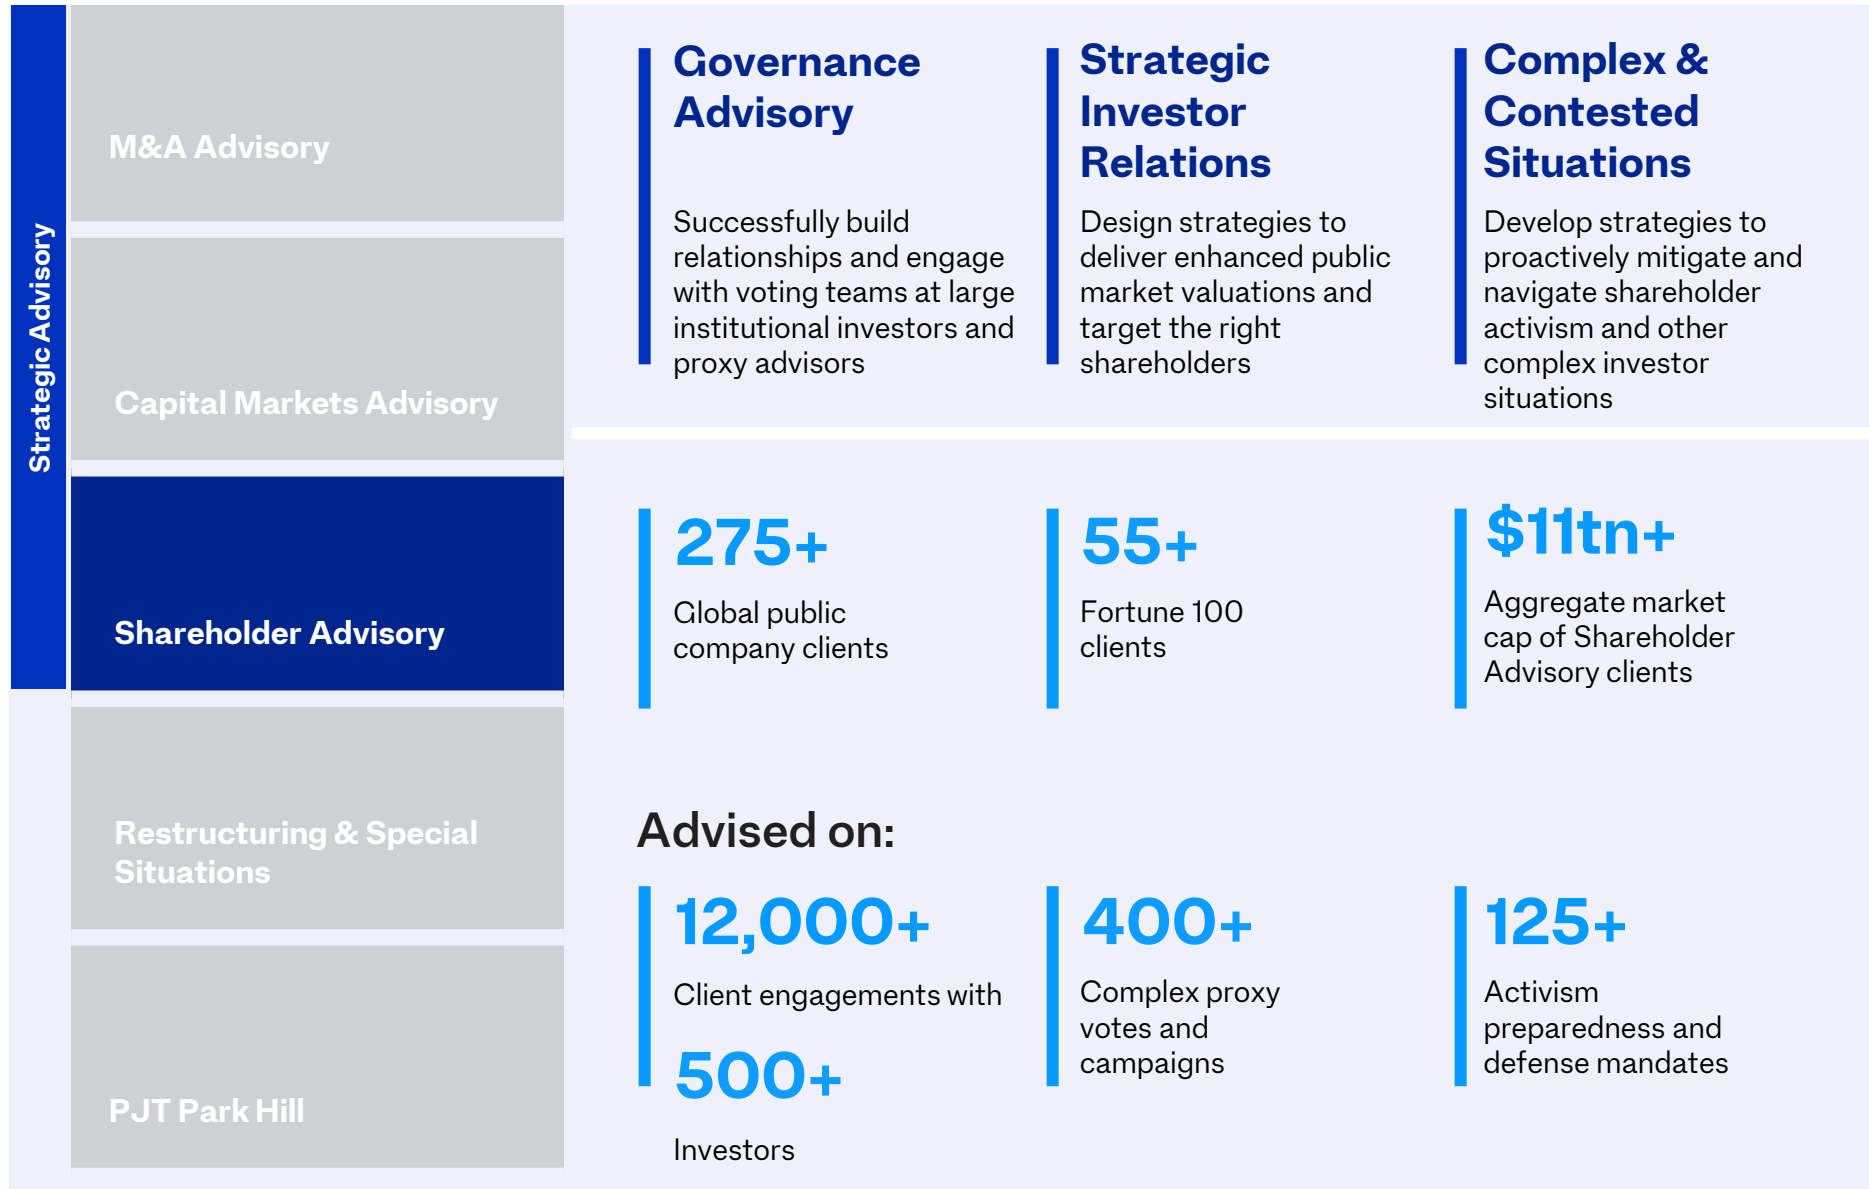 Strategic Advisory
M&A Advisory
Capital Markets Advisory
Shareholder Advisory
Restructuring & Special
Situations
PJT Park Hill
Governance
Advisory
Successfully build
relationships and engage
with voting teams at large
institutional investors and
proxy advisors
Strategic
Investor
Relations
Design strategies to
deliver enhanced public
market valuations and
target the right
shareholders
Complex &
Contested
Situations
Develop strategies to
proactively mitigate and
navigate shareholder
activism and other
complex investor
situations
275+
Global public
company clients
55+
Fortune 100
clients
$11tn+
Aggregate market
cap of Shareholder
Advisory clients
Advised on:
12,000+
Client engagements with
500+
Investors
400+
Complex proxy
votes and
campaigns
125+
Activism
preparedness and
defense mandates